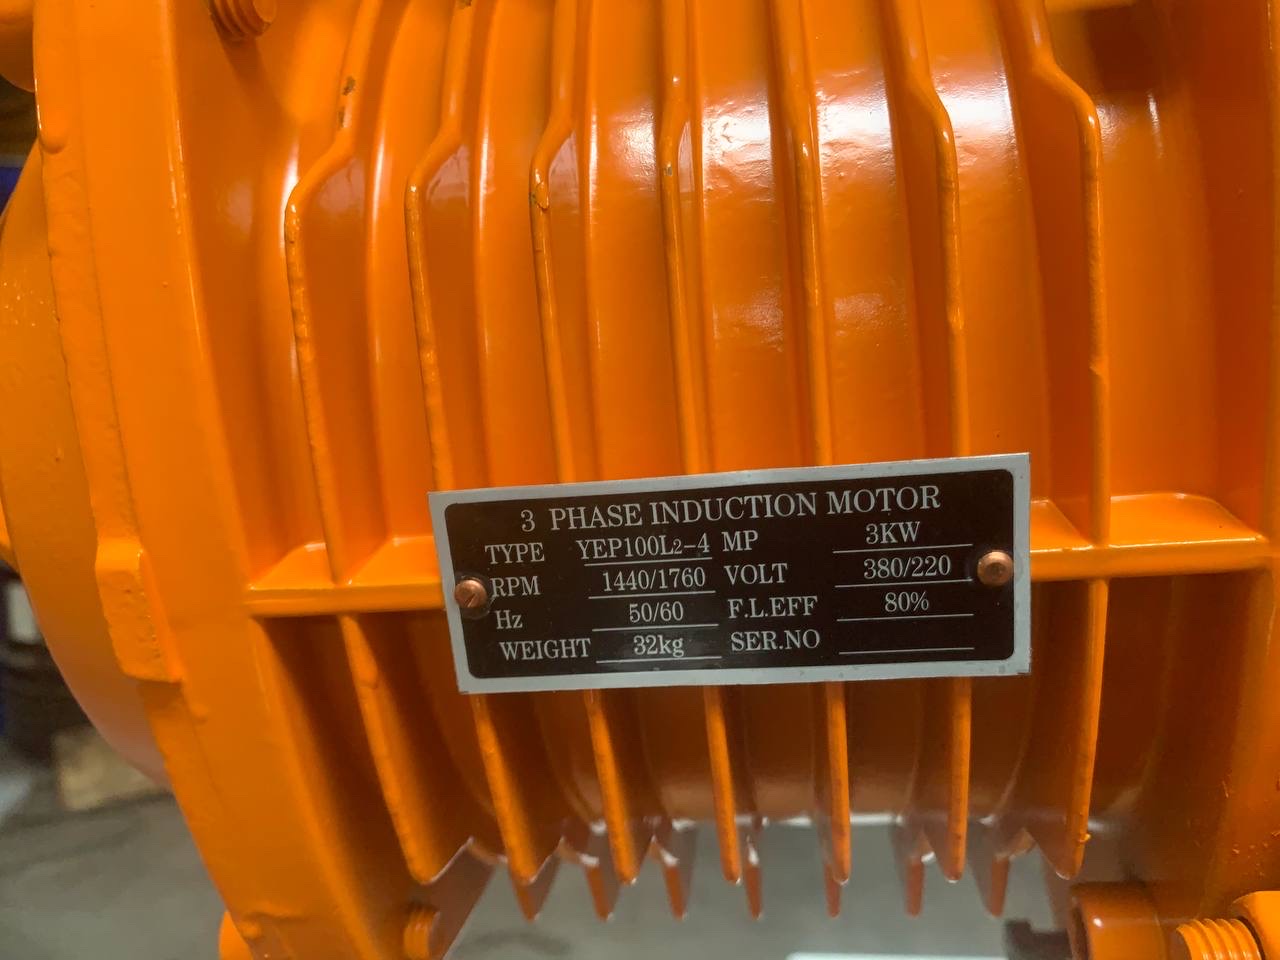 3 PHASE INDUCTION MOTOR
TYPE YEP100L2-4 MP 3KW
RPM 1440/1760 VOLT 380/220
Hz 50/60 F.L.EFF 80%
WEIGHT 32kg SER.NO